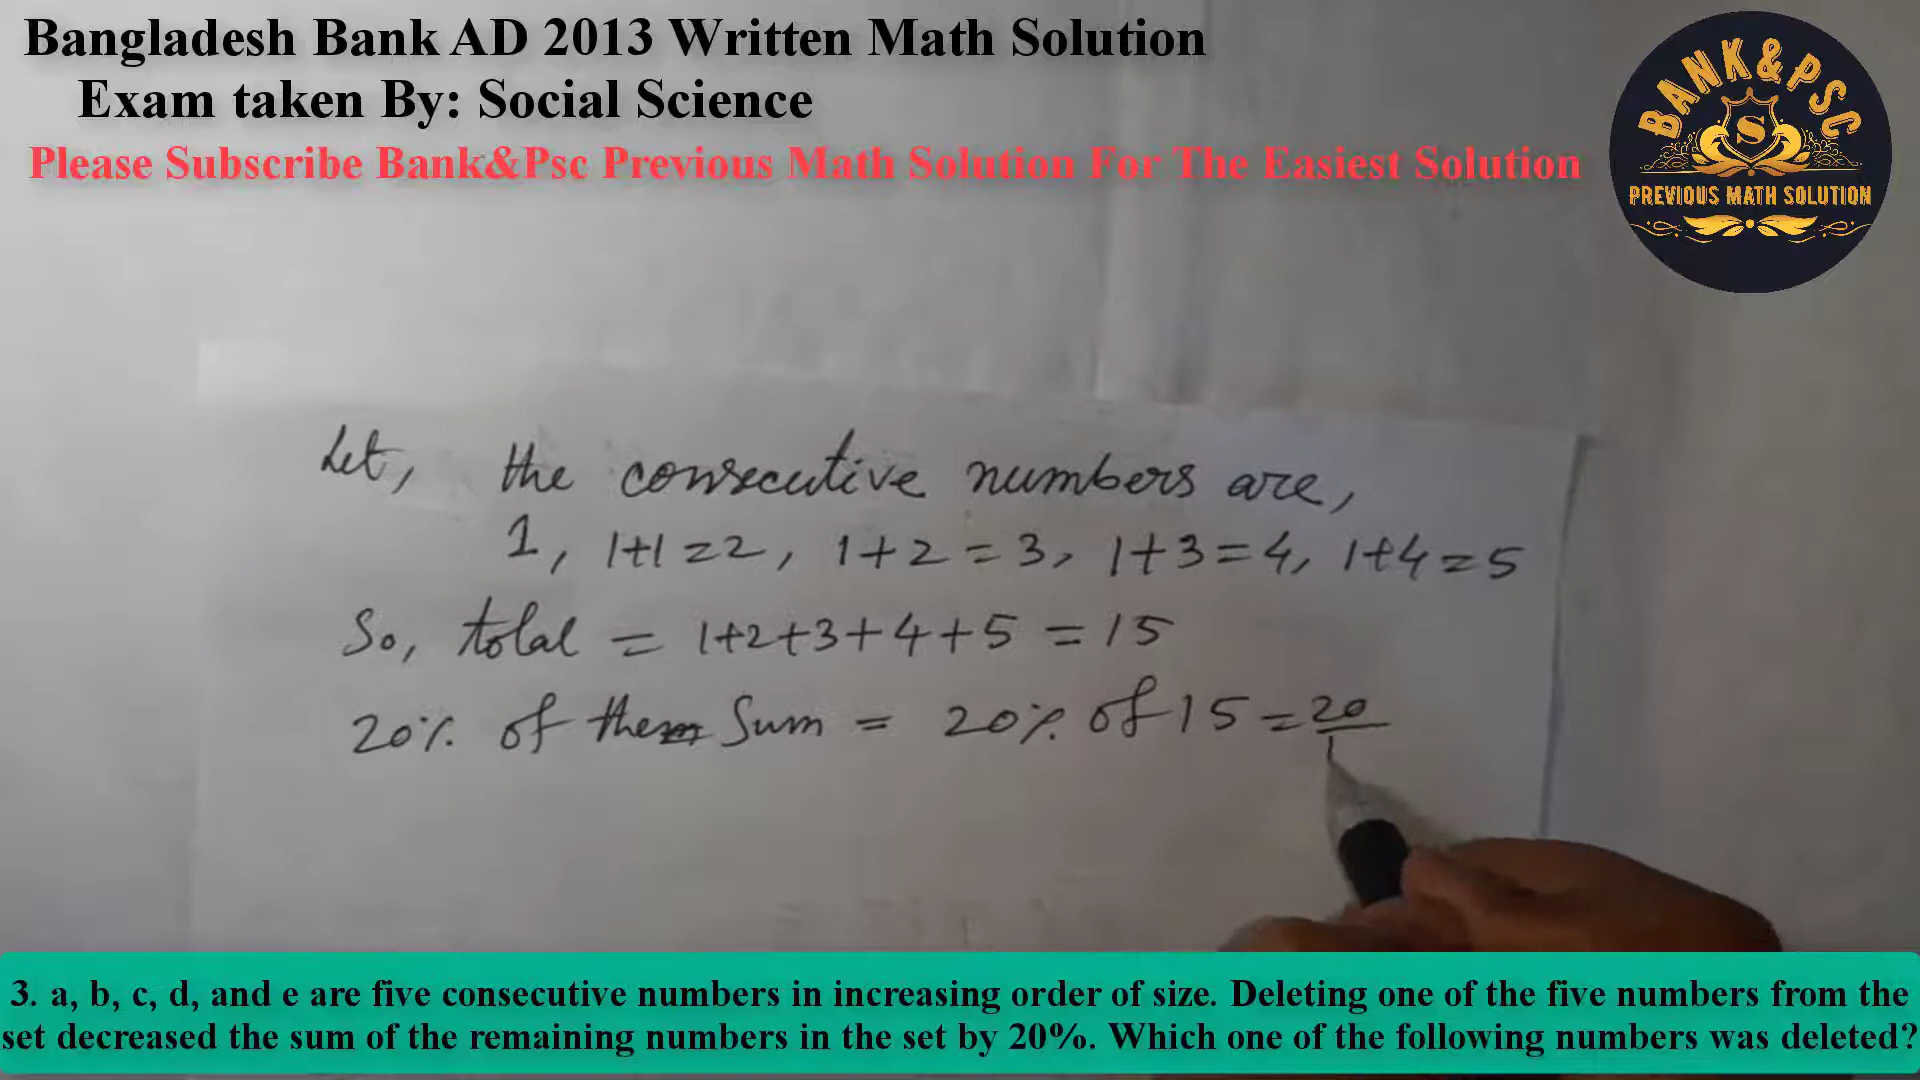 Bangladesh Bank AD 2013 Written Math Solution
Exam taken By: Social Science
Please Subscribe Bank&Psc Previous Math Solution For The Easiest Solution
BANK&PSC
S
PREVIOUS MATH SOLUTION
Let, the consecutive numbers are,
1, 1+1=2, 1+2=3, 1+3=4, 1+4=5
So, total = 1+2+3+4+5 = 15
20% of the Sum = 20% of 15 = 20/1
3. a, b, c, d, and e are five consecutive numbers in increasing order of size. Deleting one of the five numbers from the
set decreased the sum of the remaining numbers in the set by 20%. Which one of the following numbers was deleted?